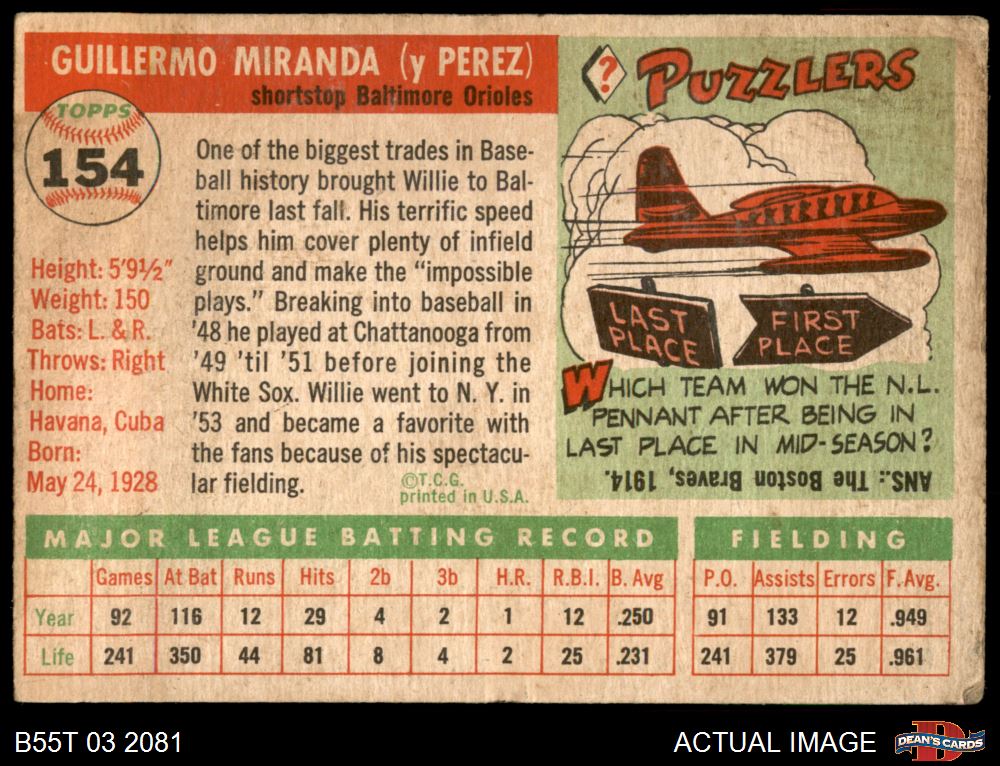 GUILLERMO MIRANDA (y PEREZ)
shortstop Baltimore Orioles
TOPPS
154
Height: 5'9½"
Weight: 150
Bats: L. & R.
Throws: Right
Home:
Havana, Cuba
Born:
May 24, 1928
One of the biggest trades in Base-
ball history brought Willie to Bal-
timore last fall. His terrific speed
helps him cover plenty of infield
ground and make the "impossible
plays." Breaking into baseball in
'48 he played at Chattanooga from
'49 'til '51 before joining the
White Sox. Willie went to N. Y. in
'53 and became a favorite with
the fans because of his spectacu-
lar fielding.
©T.C.G.
printed in U.S.A.
? PUZZLERS
LAST PLACE
FIRST PLACE
WHICH TEAM WON THE N.L.
PENNANT AFTER BEING IN
LAST PLACE IN MID-SEASON?
ANS.: The Boston Braves, 1914.
MAJOR LEAGUE BATTING RECORD
Games At Bat Runs Hits 2b 3b H.R. R.B.I. B. Avg
Year 92 116 12 29 4 2 1 12 .250
Life 241 350 44 81 8 4 2 25 .231
FIELDING
P.O. Assists Errors F. Avg.
91 133 12 .949
241 379 25 .961
B55T 03 2081
ACTUAL IMAGE
DEAN'S CARDS